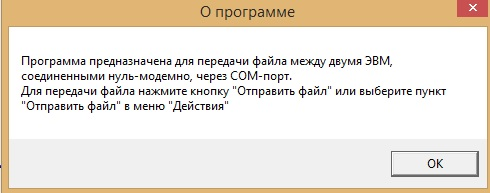 О программе
Программа предназначена для передачи файла между двумя ЭВМ,
соединенными нуль-модемно, через COM-порт.
Для передачи файла нажмите кнопку "Отправить файл" или выберите пункт
"Отправить файл" в меню "Действия"
OK